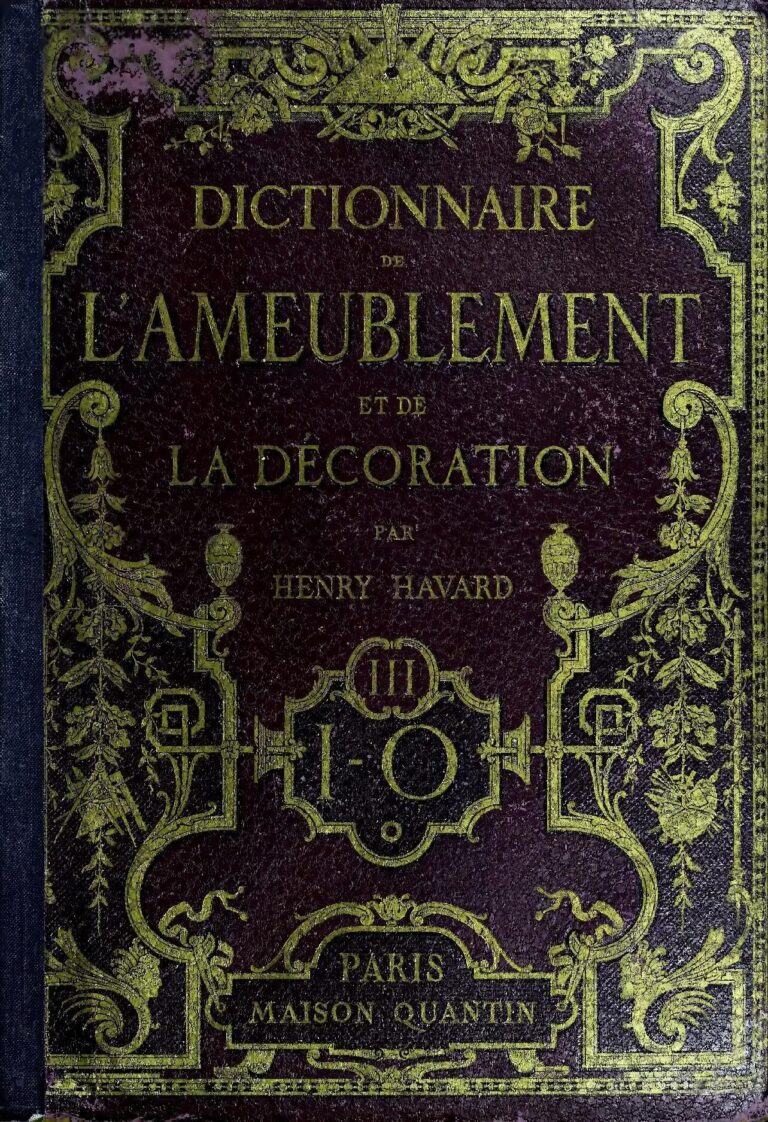 DICTIONNAIRE
DE
L'AMEUBLEMENT
ET DE
LA DÉCORATION
PAR
HENRY HAVARD
III
I-O
PARIS
MAISON QUANTIN